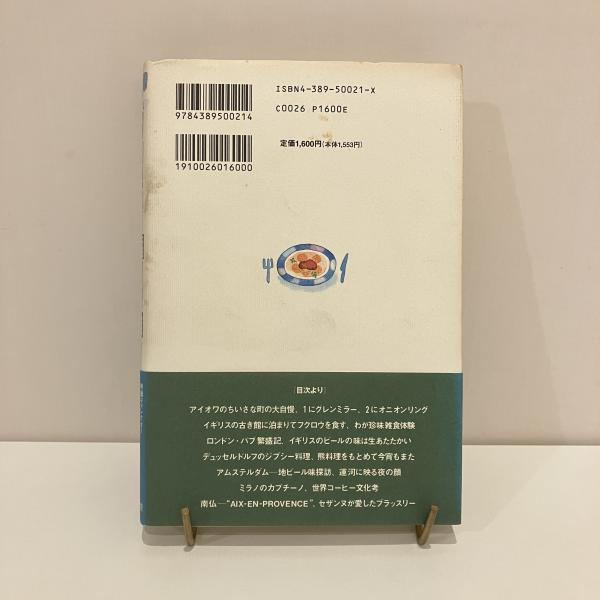 ISBN4-389-50021-X
C0026 P1600E
9784389500214
定価1,600円(本体1,553円)
1910026016000
[目次より]
アイオワのちいさな町の大自慢、1にグレンミラー、2にオニオンリング
イギリスの古き館に泊まりてフクロウを食す、わが珍味雑食体験
ロンドン・パブ繁盛記、イギリスのビールの味は生あたたかい
デュッセルドルフのジプシー料理、熊料理をもとめて今宵もまた
アムステルダム—地ビール味探訪、運河に映る夜の顔
ミラノのカプチーノ、世界コーヒー文化考
南仏—“AIX-EN-PROVENCE”、セザンヌが愛したブラッスリー